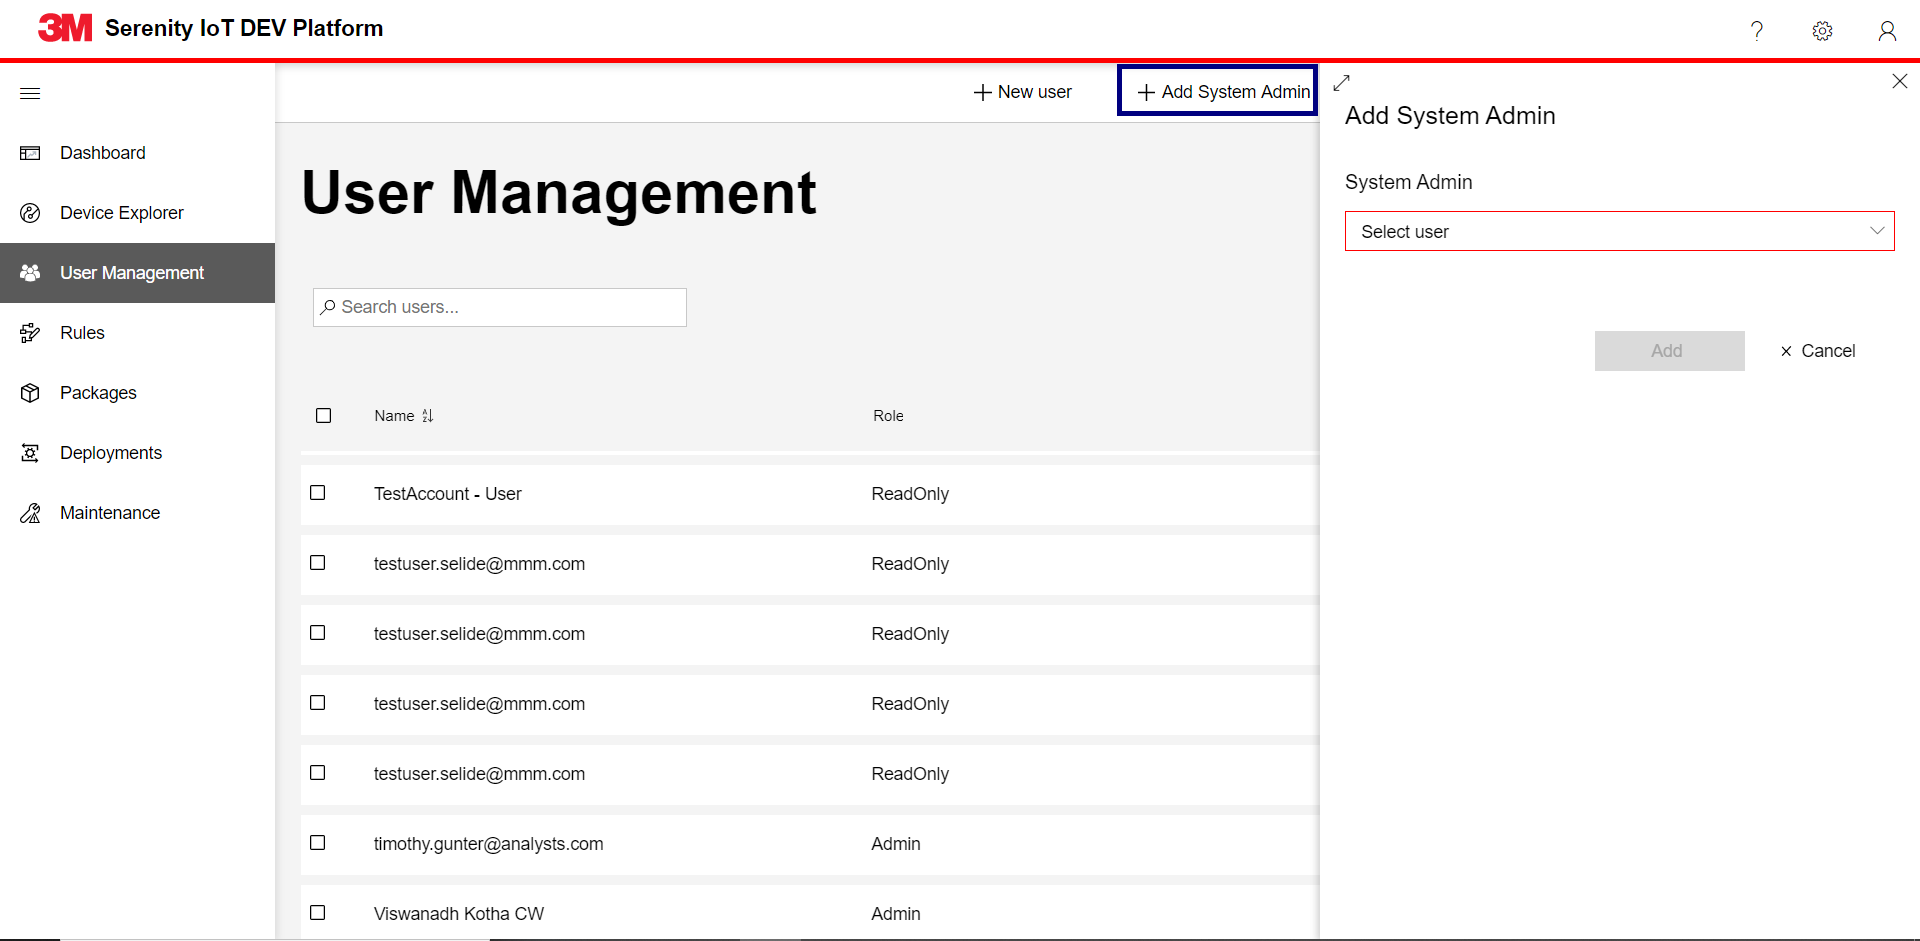 3M Serenity IoT DEV Platform
?
New user
Add System Admin
Dashboard
Device Explorer
User Management
Rules
Packages
Deployments
Maintenance
User Management
Search users...
Name
Role
TestAccount - User ReadOnly
testuser.selide@mmm.com ReadOnly
testuser.selide@mmm.com ReadOnly
testuser.selide@mmm.com ReadOnly
testuser.selide@mmm.com ReadOnly
timothy.gunter@analysts.com Admin
Viswanadh Kotha CW Admin
Add System Admin
System Admin
Select user
Add
Cancel